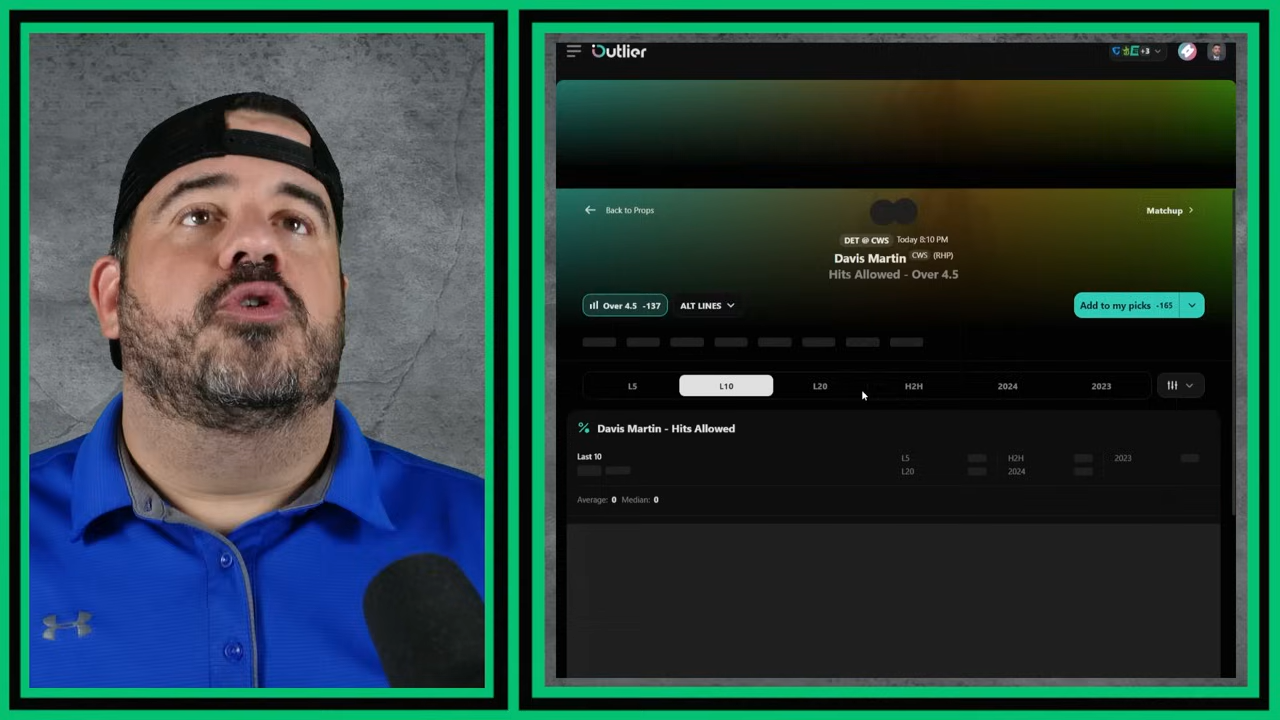 Outlier
+3
Back to Props
Matchup
DET @ CWS Today 8:10 PM
Davis Martin CWS (RHP)
Hits Allowed - Over 4.5
Over 4.5 -137
ALT LINES
Add to my picks -165
L5
L10
L20
H2H
2024
2023
Davis Martin - Hits Allowed
Last 10
L5
H2H
2023
L20
2024
Average: 0 Median: 0